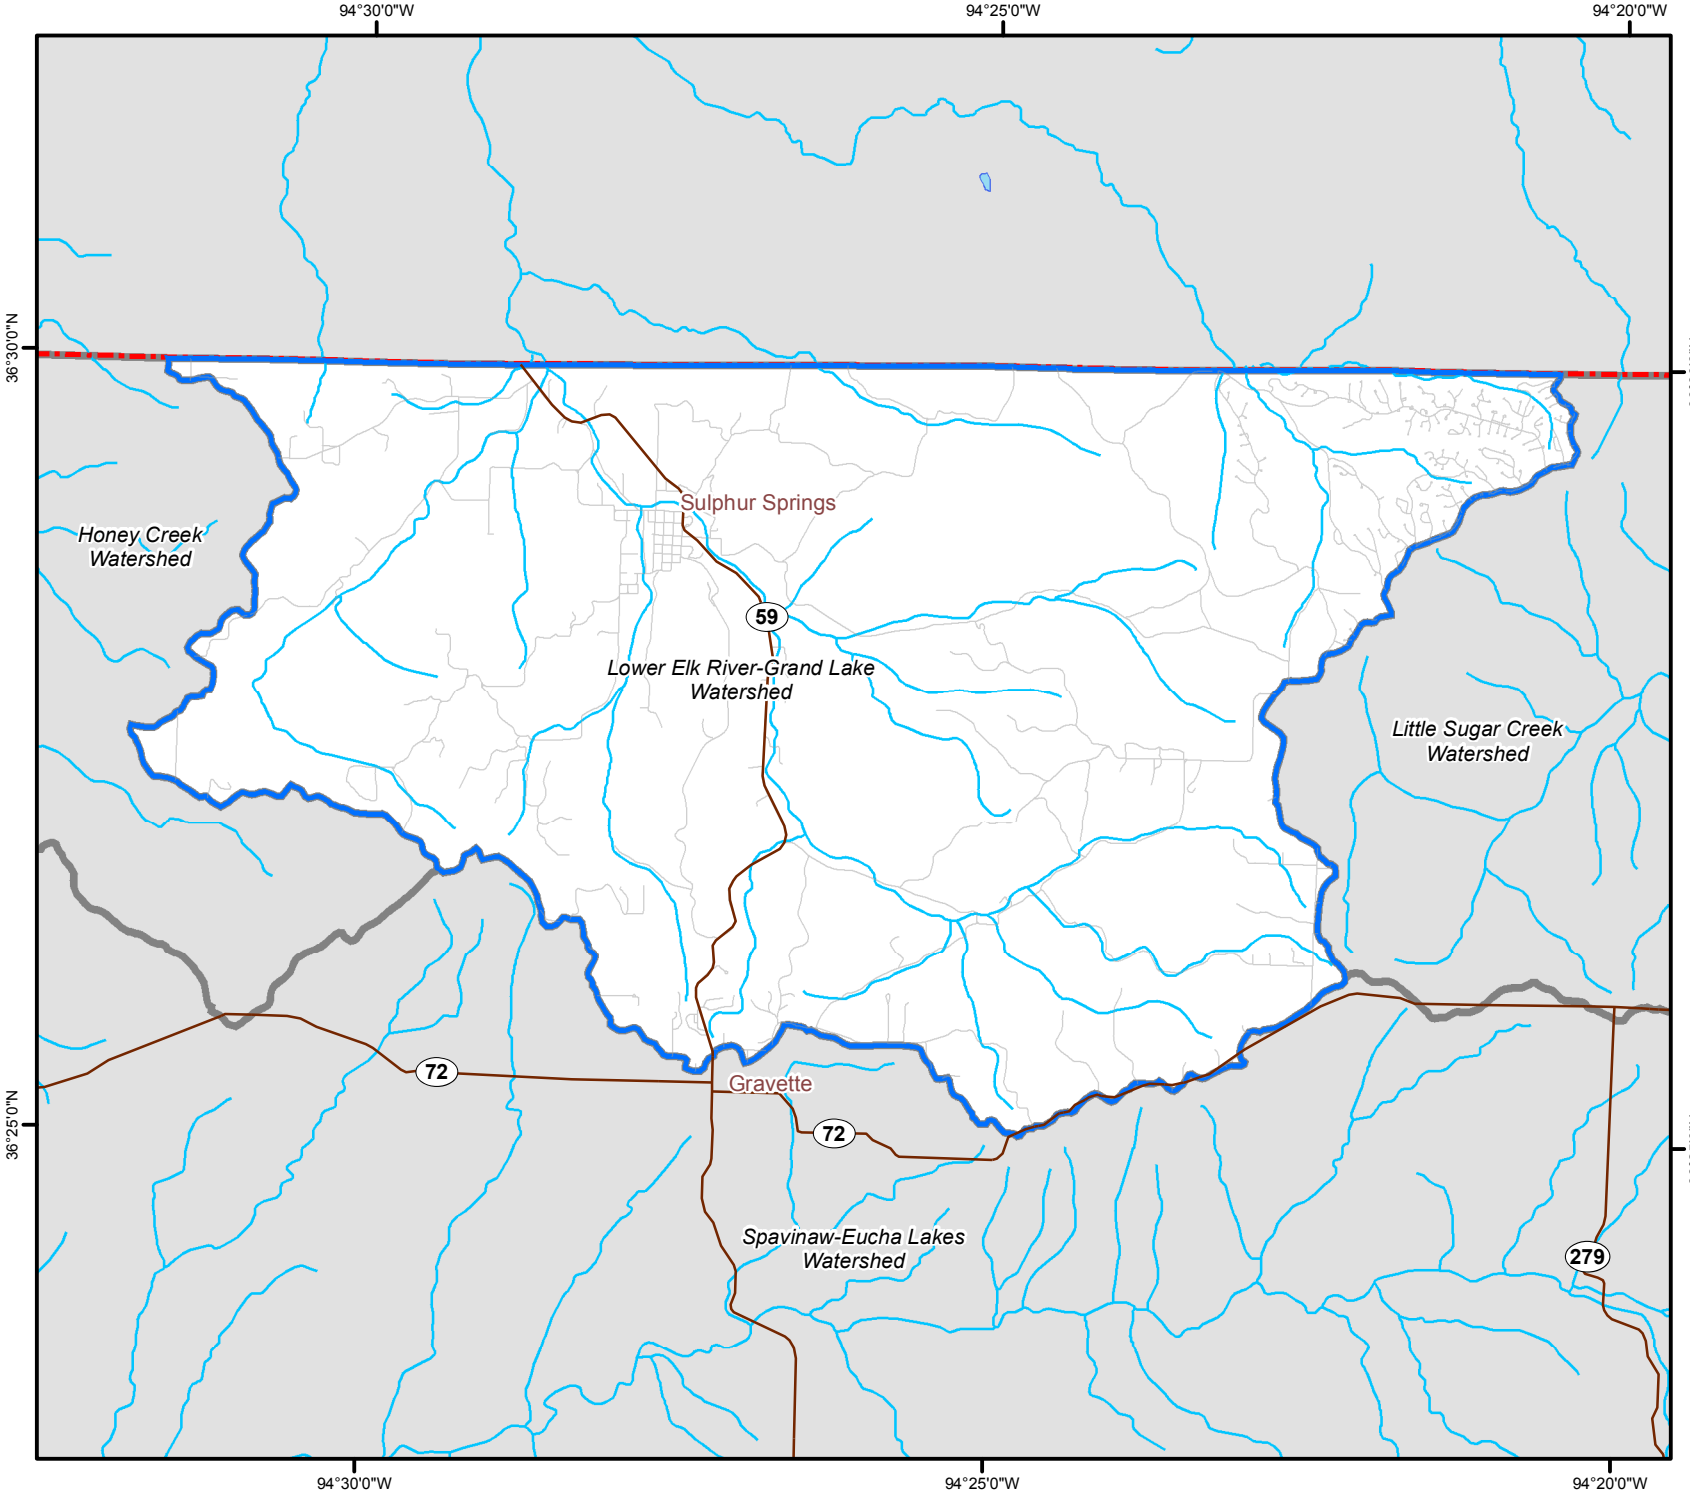 94°30'0"W
94°25'0"W
94°20'0"W
36°30'0"N
Sulphur Springs
Honey Creek
Watershed
59
Lower Elk River-Grand Lake
Watershed
Little Sugar Creek
Watershed
72
Gravette
36°25'0"N
72
Spavinaw-Eucha Lakes
Watershed
279
94°30'0"W
94°25'0"W
94°20'0"W